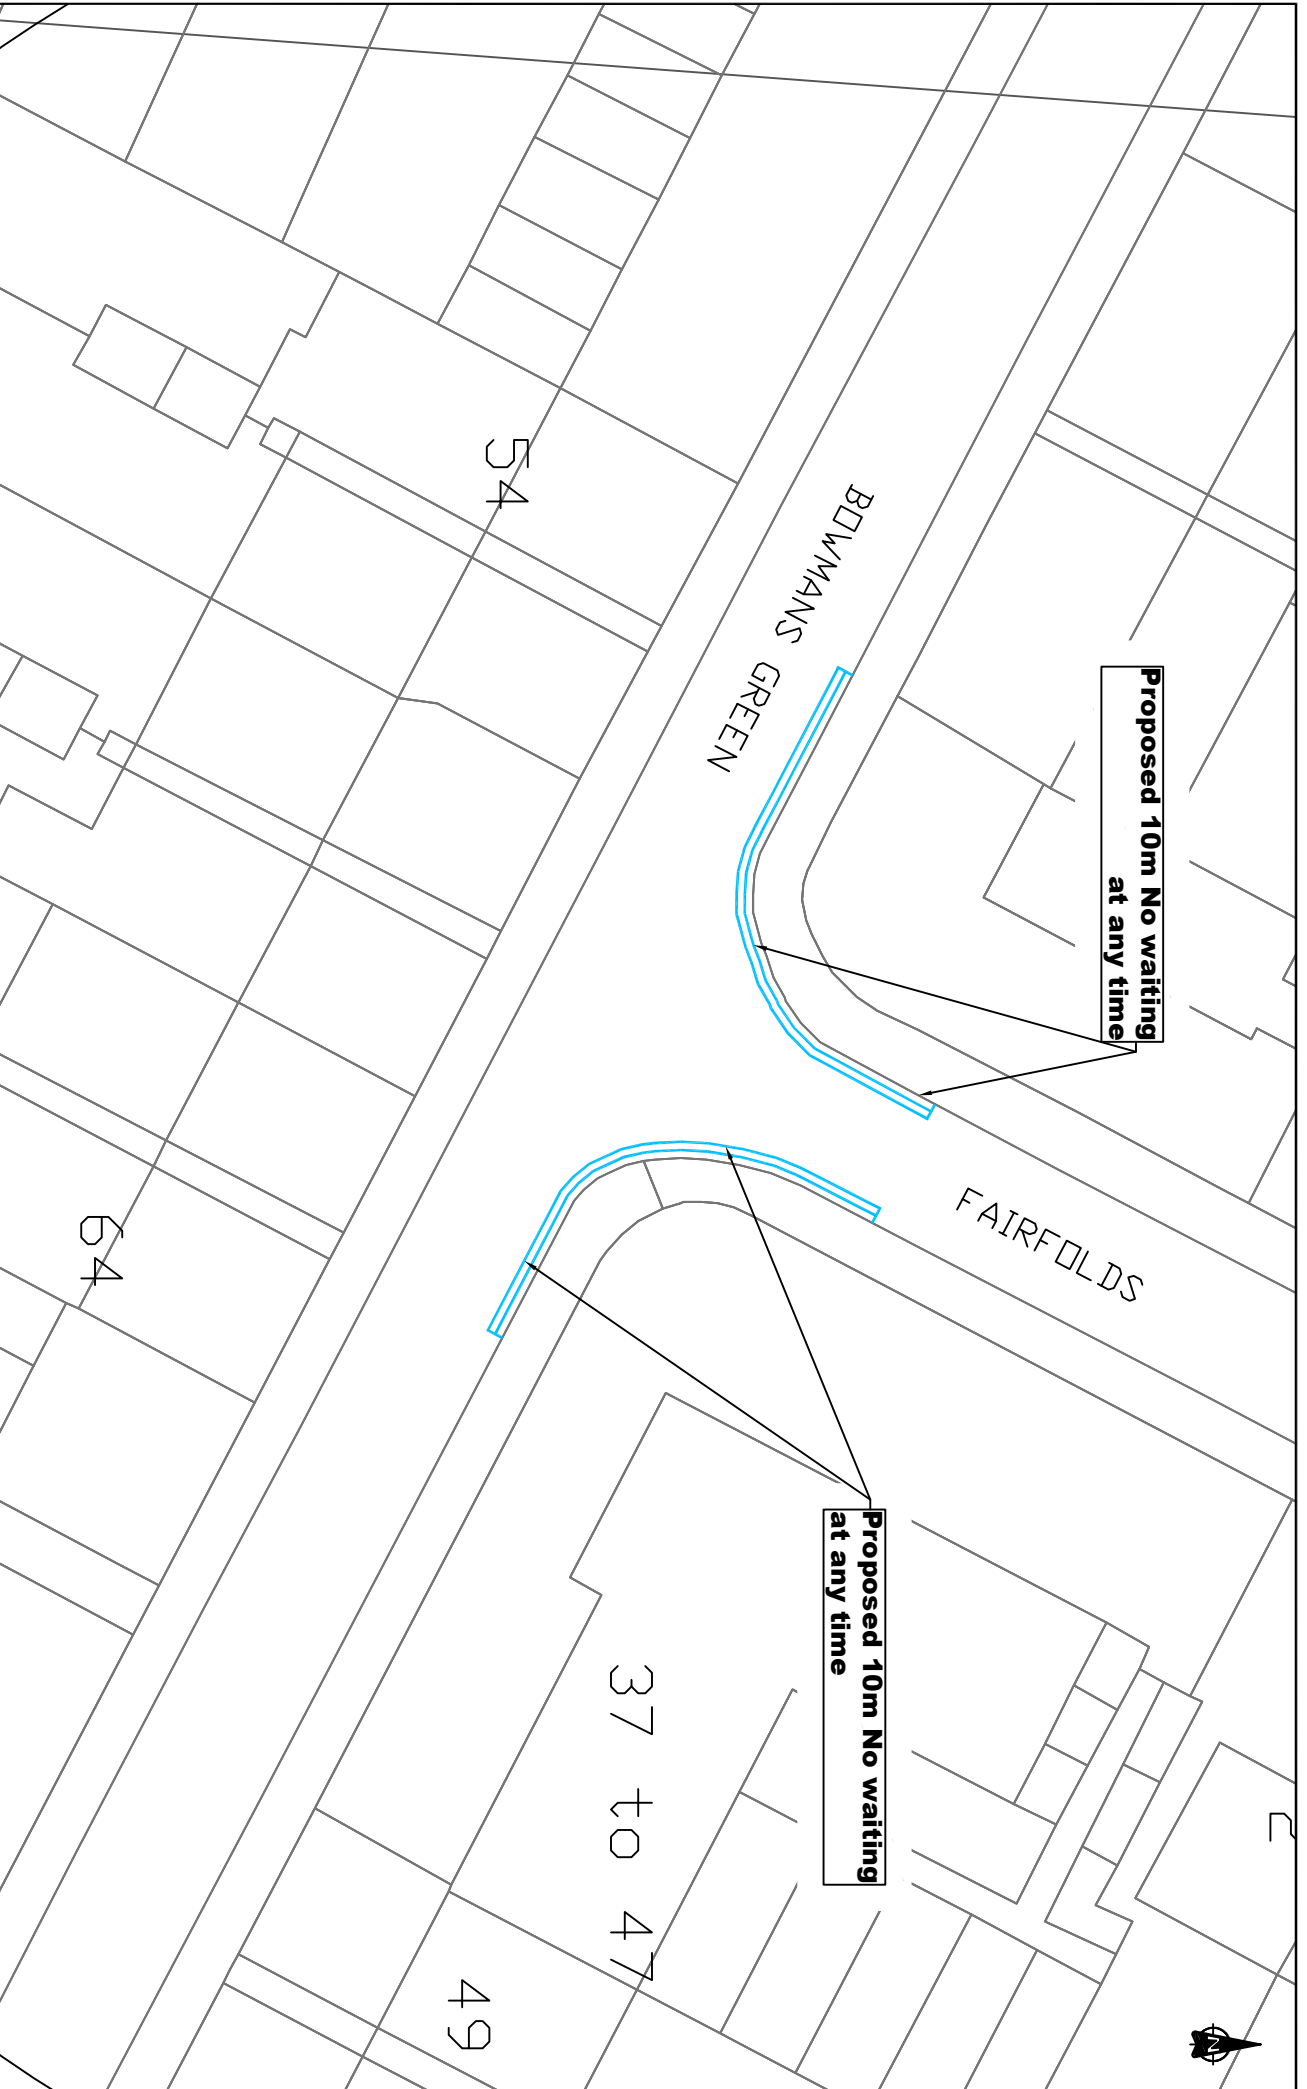 Proposed 10m No waiting
at any time
BOWMANS GREEN
FAIRFOLDS
54
64
Proposed 10m No waiting
at any time
37 to 47
49
2
N